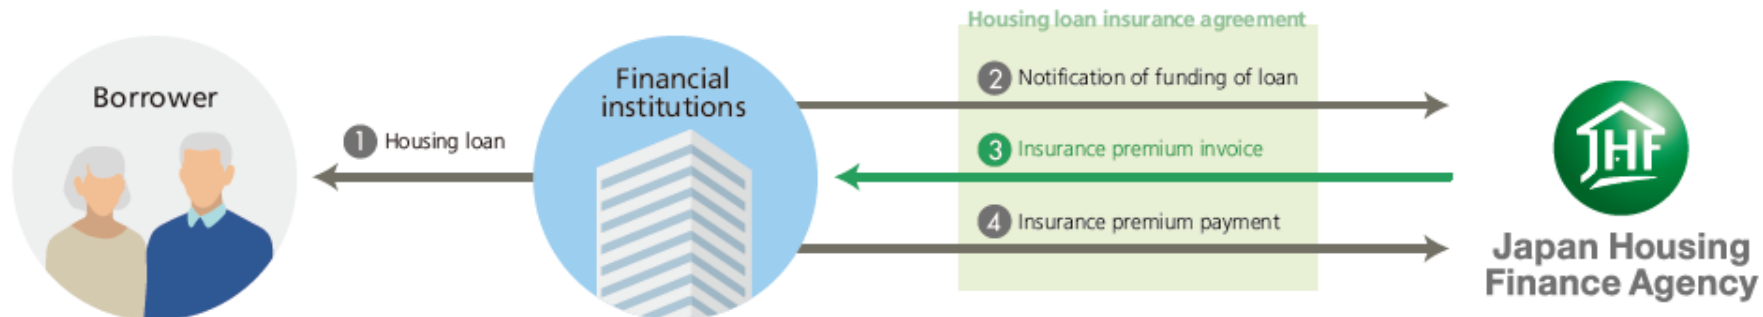 Housing loan insurance agreement
Borrower
Financial
institutions
1 Housing loan
2 Notification of funding of loan
3 Insurance premium invoice
4 Insurance premium payment
JHF
Japan Housing
Finance Agency